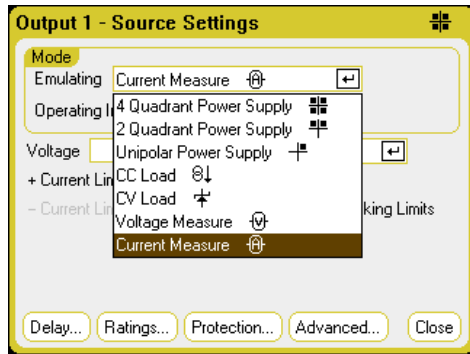 Output 1 - Source Settings
Mode
Emulating Current Measure
Operating
4 Quadrant Power Supply
2 Quadrant Power Supply
Unipolar Power Supply
CC Load
CV Load
Voltage Measure
Current Measure
Voltage
+ Current Lim
- Current Lim king Limits
Delay... Ratings... Protection... Advanced... Close